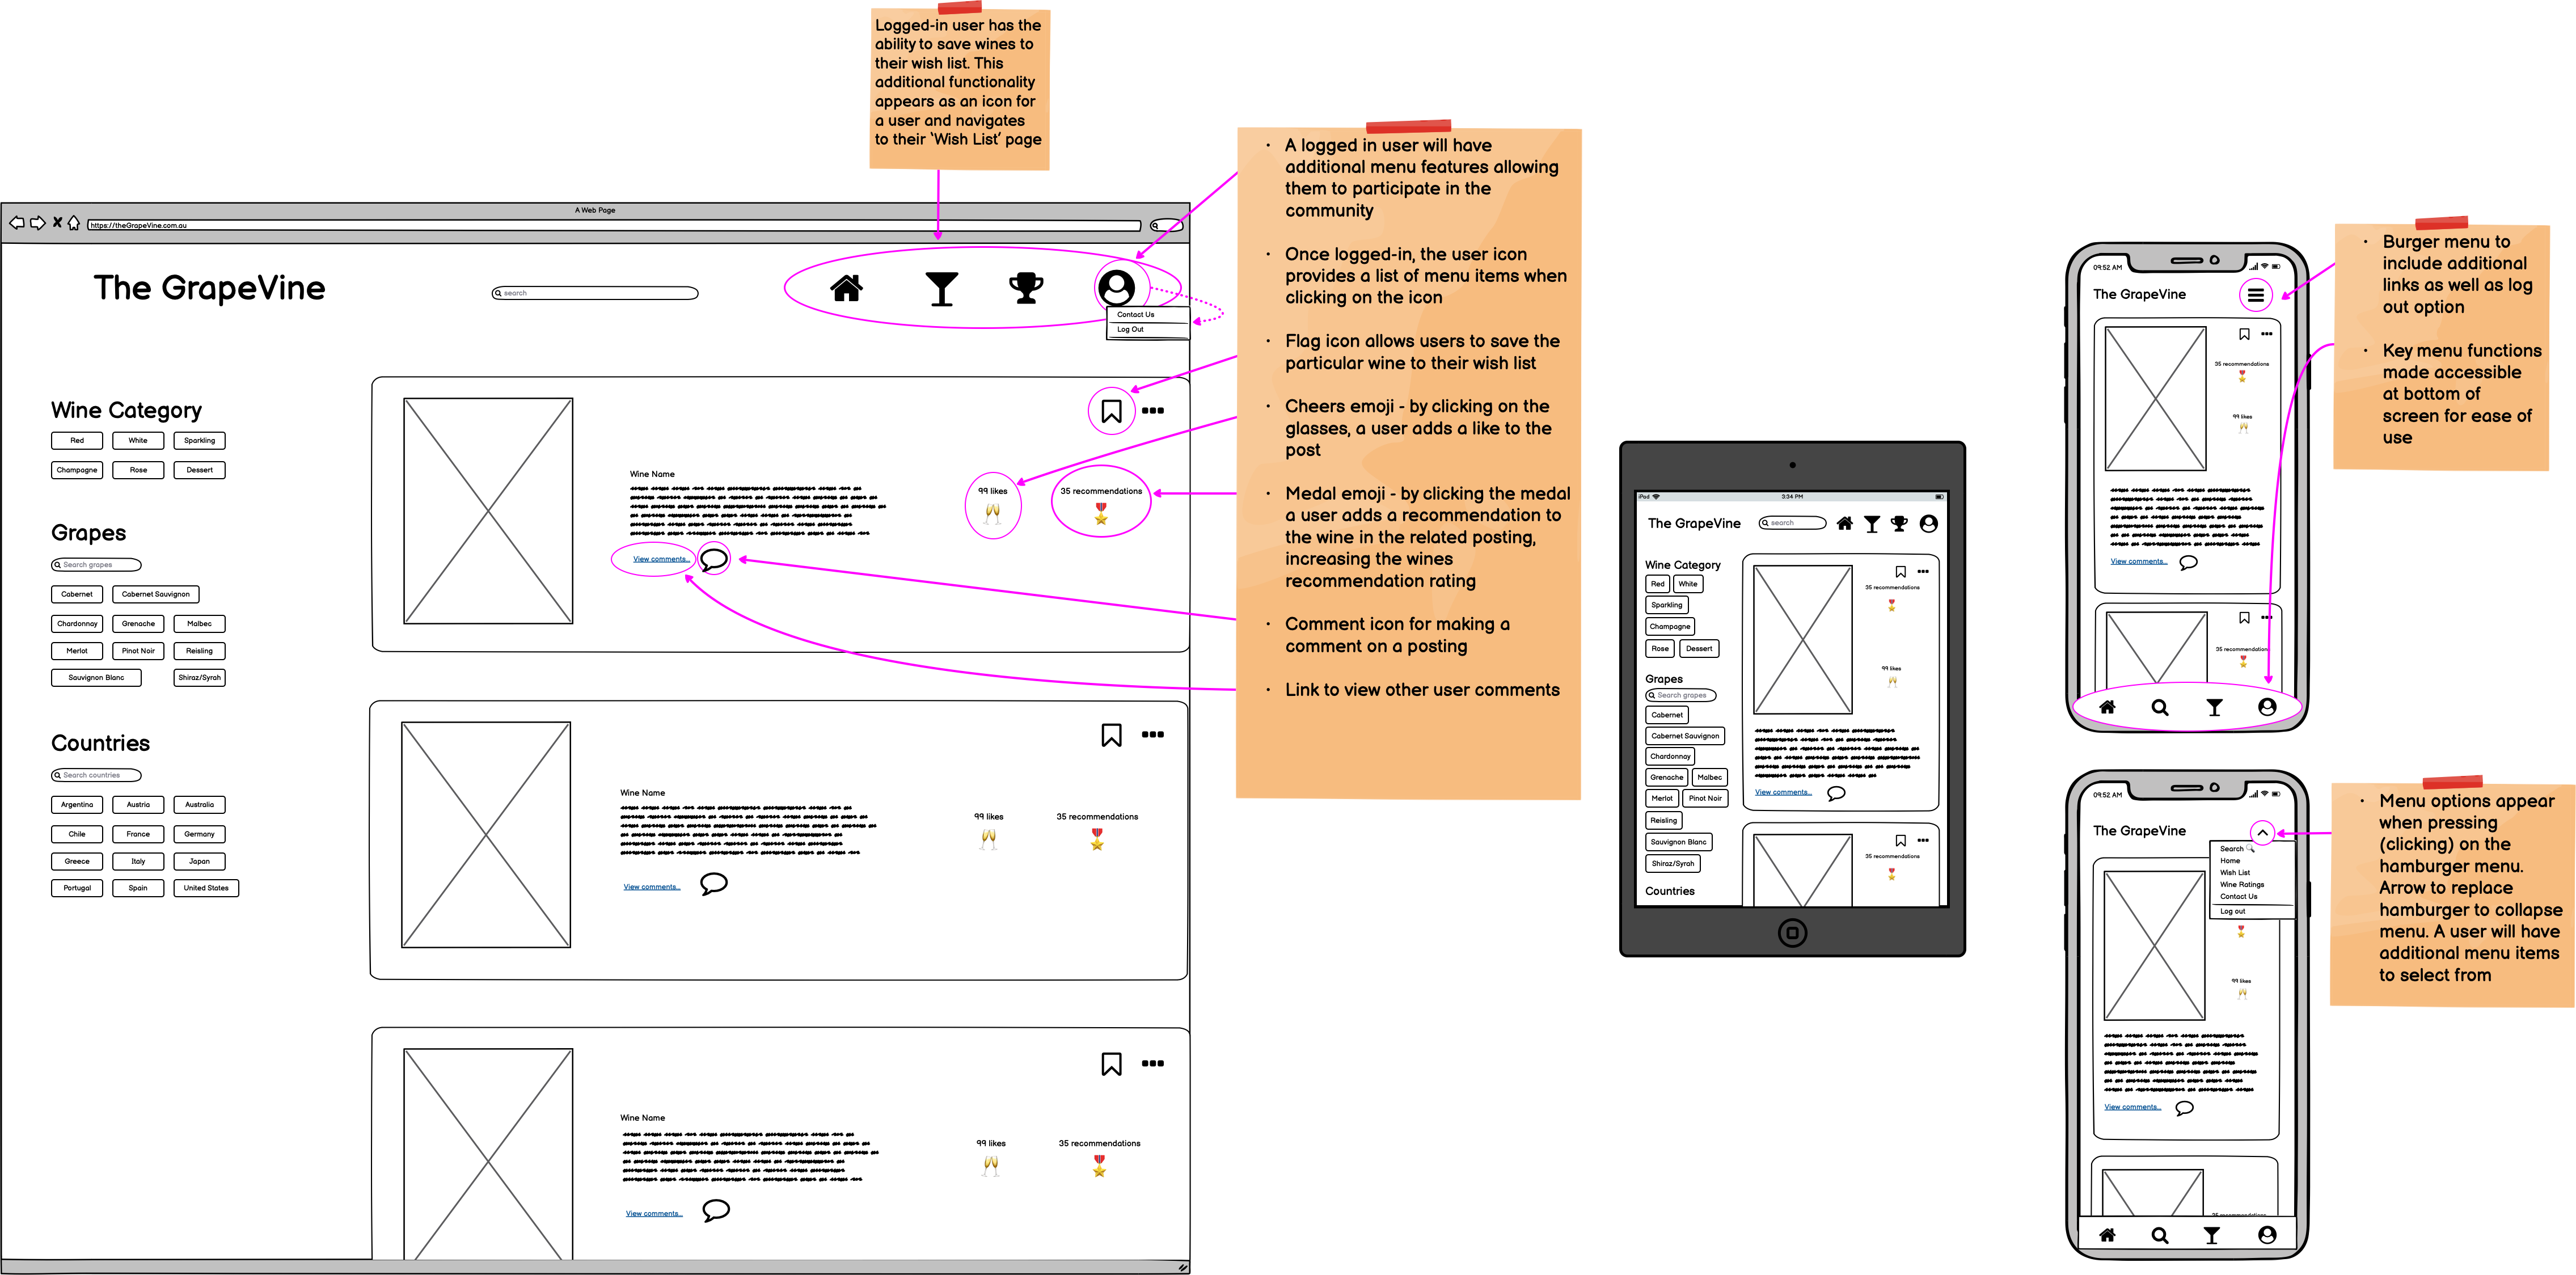 Logged-in user has the
ability to save wines to
their wish list. This
additional functionality
appears as an icon for
a user and navigates
to their 'Wish List' page
A Web Page
https://theGrapeVine.com.au
The GrapeVine
search
Contact Us
Log Out
Wine Category
Red White Sparkling
Champagne Rose Dessert
Grapes
Search grapes
Cabernet Cabernet Sauvignon
Chardonnay Grenache Malbec
Merlot Pinot Noir Reisling
Sauvignon Blanc Shiraz/Syrah
Countries
Search countries
Argentina Austria Australia
Chile France Germany
Greece Italy Japan
Portugal Spain United States
Wine Name
99 likes 35 recommendations
View comments...
Wine Name
99 likes 35 recommendations
View comments...
Wine Name
99 likes 35 recommendations
View comments...
• A logged in user will have
additional menu features allowing
them to participate in the
community
• Once logged-in, the user icon
provides a list of menu items when
clicking on the icon
• Flag icon allows users to save the
particular wine to their wish list
• Cheers emoji - by clicking on the
glasses, a user adds a like to the
post
• Medal emoji - by clicking the medal
a user adds a recommendation to
the wine in the related posting,
increasing the wines
recommendation rating
• Comment icon for making a
comment on a posting
• Link to view other user comments
iPad 3:34 PM
The GrapeVine search
Wine Category
Red White
Sparkling
Champagne
Rose Dessert
Grapes
Search grapes
Cabernet
Cabernet Sauvignon
Chardonnay
Grenache Malbec
Merlot Pinot Noir
Reisling
Sauvignon Blanc
Shiraz/Syrah
Countries
35 recommendations
99 likes
View comments...
35 recommendations
09:52 AM
The GrapeVine
35 recommendations
99 likes
View comments...
35 recommendations
• Burger menu to
include additional
links as well as log
out option
• Key menu functions
made accessible
at bottom of
screen for ease of
use
09:52 AM
The GrapeVine
Search
Home
Wish List
Wine Ratings
Contact Us
Log out
99 likes
View comments...
35 recommendations
• Menu options appear
when pressing
(clicking) on the
hamburger menu.
Arrow to replace
hamburger to collapse
menu. A user will have
additional menu items
to select from